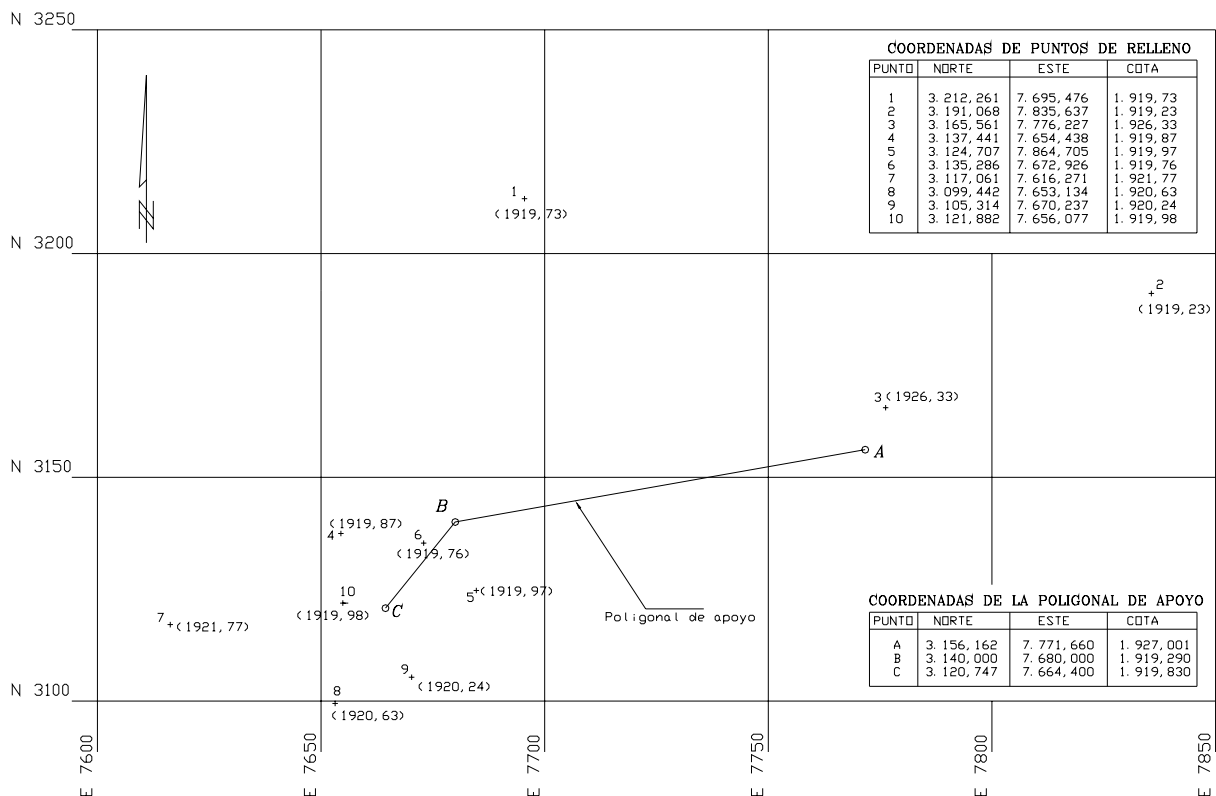 N 3250
COORDENADAS DE PUNTOS DE RELLENO
PUNTO NORTE ESTE COTA
1 3. 212, 261 7. 695, 476 1. 919, 73
2 3. 191, 068 7. 835, 637 1. 919, 23
3 3. 165, 561 7. 776, 227 1. 926, 33
4 3. 137, 441 7. 654, 438 1. 919, 87
5 3. 124, 707 7. 864, 705 1. 919, 97
6 3. 135, 286 7. 672, 926 1. 919, 76
7 3. 117, 061 7. 616, 271 1. 921, 77
8 3. 099, 442 7. 653, 134 1. 920, 63
9 3. 105, 314 7. 670, 237 1. 920, 24
10 3. 121, 882 7. 656, 077 1. 919, 98
1
(1919, 73)
N 3200
2
(1919, 23)
3 (1926, 33)
A
N 3150
B
(1919, 87)
4
6
(1919, 76)
5 (1919, 97)
10
(1919, 98)
C
7 (1921, 77)
Poligonal de apoyo
COORDENADAS DE LA POLIGONAL DE APOYO
PUNTO NORTE ESTE COTA
A 3. 156, 162 7. 771, 660 1. 927, 001
B 3. 140, 000 7. 680, 000 1. 919, 290
C 3. 120, 747 7. 664, 400 1. 919, 830
9
(1920, 24)
N 3100
8
(1920, 63)
E 7600
E 7650
E 7700
E 7750
E 7800
E 7850